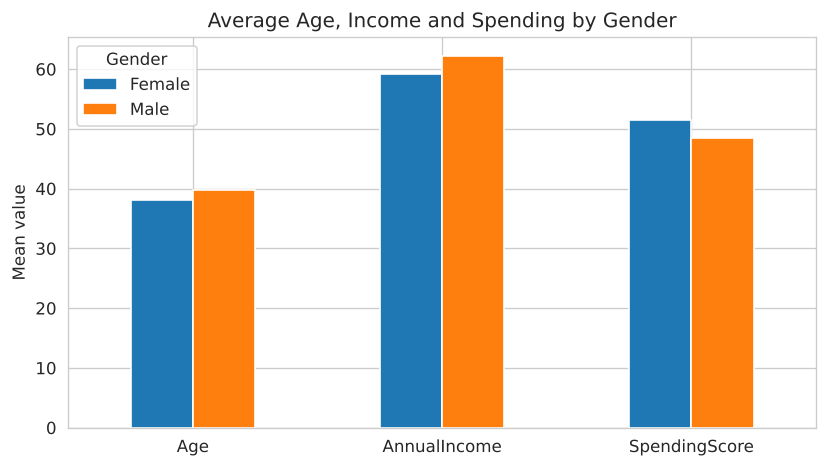 Average Age, Income and Spending by Gender
Gender
Female
Male
Mean value
60
50
40
30
20
10
0
Age
AnnualIncome
SpendingScore